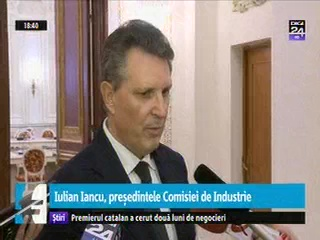 18:40
DIGI
24
HD
Iulian Iancu, președintele Comisiei de Industrie
Știri
Premierul catalan a cerut două luni de negocieri
24